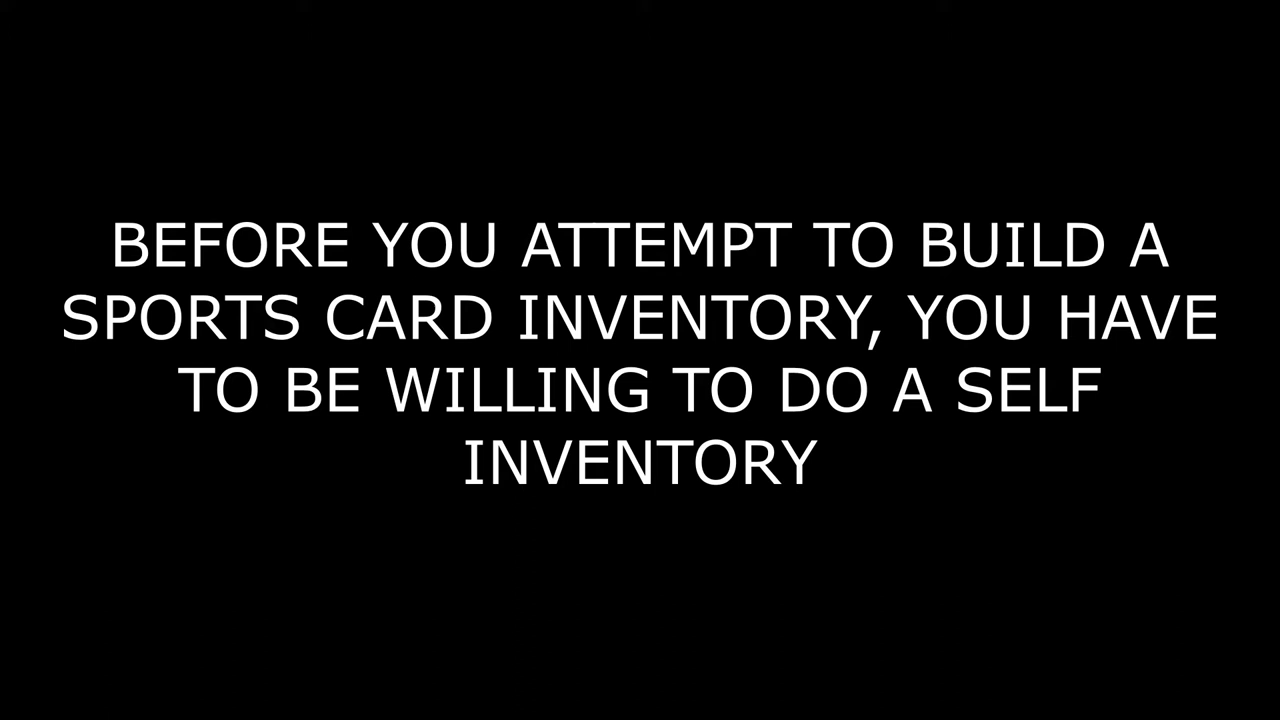 BEFORE YOU ATTEMPT TO BUILD A
SPORTS CARD INVENTORY, YOU HAVE
TO BE WILLING TO DO A SELF
INVENTORY